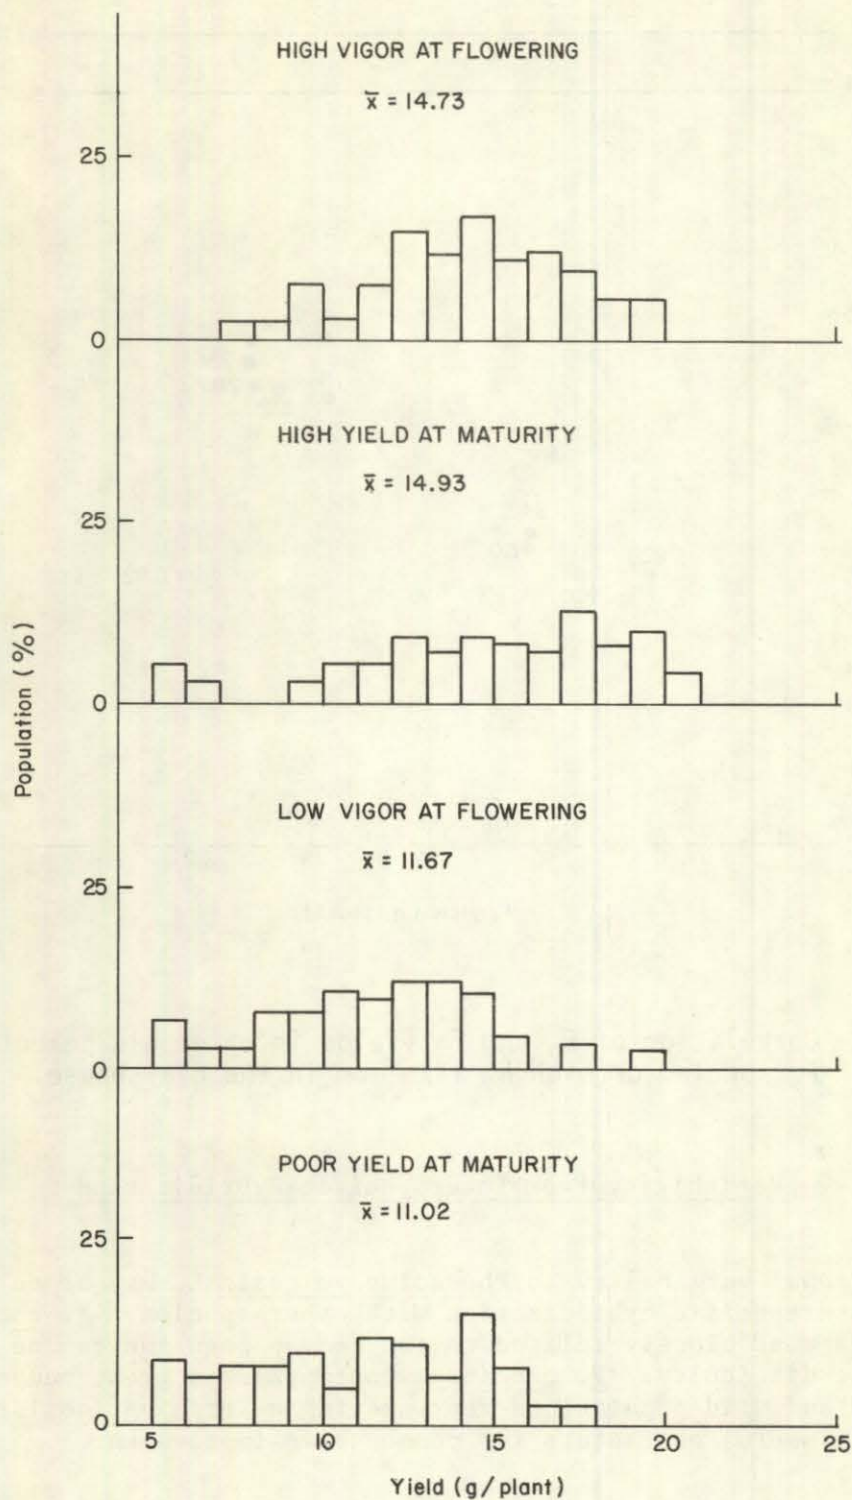 HIGH VIGOR AT FLOWERING
x̄ = 14.73
25
0
HIGH YIELD AT MATURITY
x̄ = 14.93
25
0
Population (%)
LOW VIGOR AT FLOWERING
x̄ = 11.67
25
0
POOR YIELD AT MATURITY
x̄ = 11.02
25
0
5 10 15 20 25
Yield (g/plant)